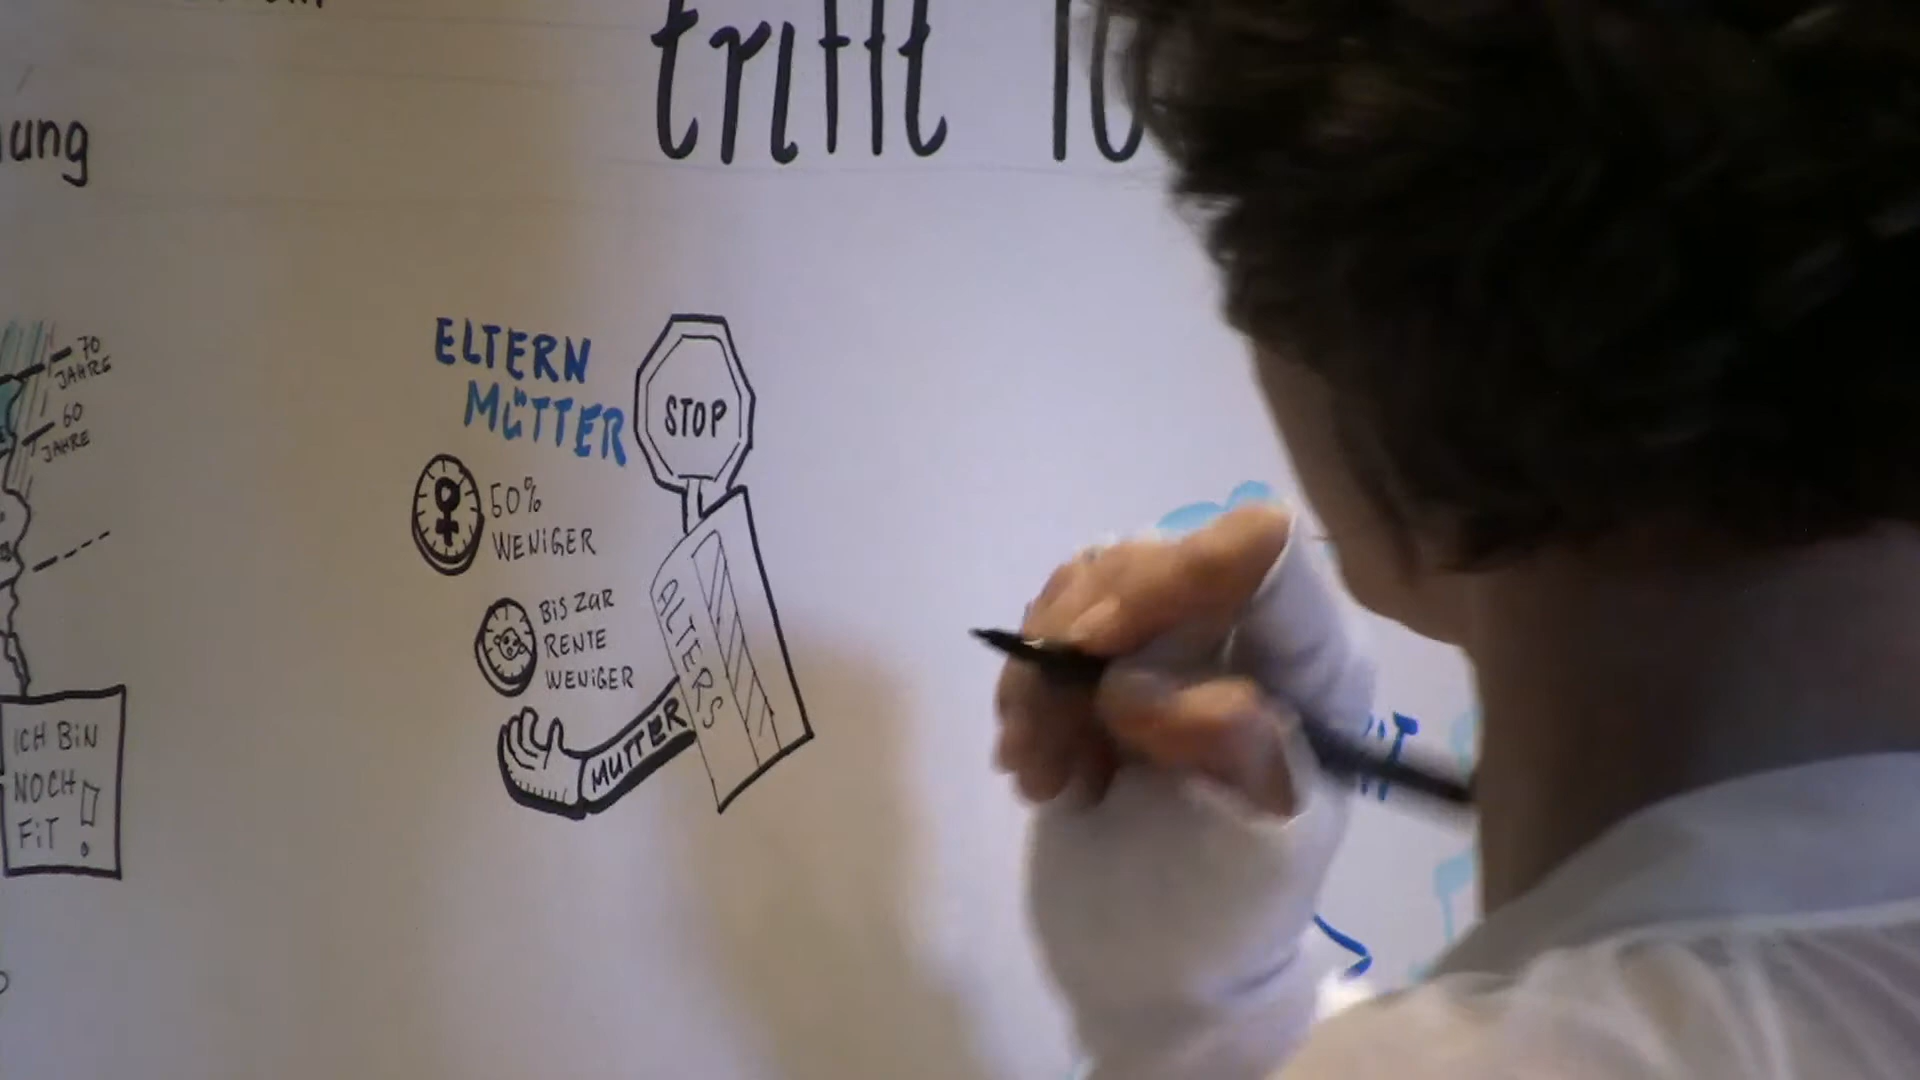 trifft
70
JAHRE
60
JAHRE
ELTERN
MÜTTER
STOP
50%
WENIGER
BIS ZUR
RENTE
WENIGER
ALTERS
MUTTER
ICH BIN
NOCH
FIT !